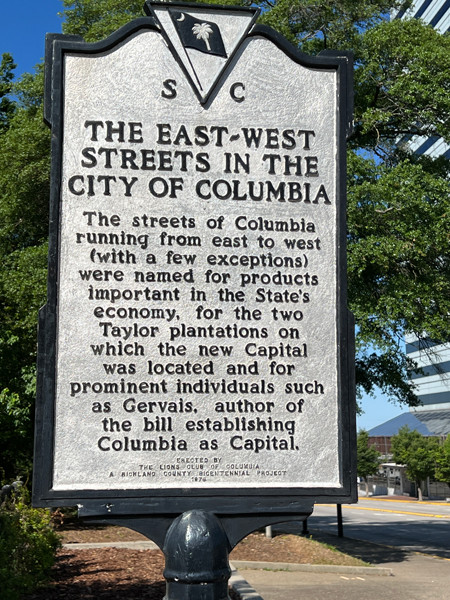 S C
THE EAST-WEST
STREETS IN THE
CITY OF COLUMBIA
The streets of Columbia
running from east to west
(with a few exceptions)
were named for products
important in the State's
economy, for the two
Taylor plantations on
which the new Capital
was located and for
prominent individuals such
as Gervais, author of
the bill establishing
Columbia as Capital.
ERECTED BY
THE LIONS CLUB OF COLUMBIA
A RICHLAND COUNTY BICENTENNIAL PROJECT
1976